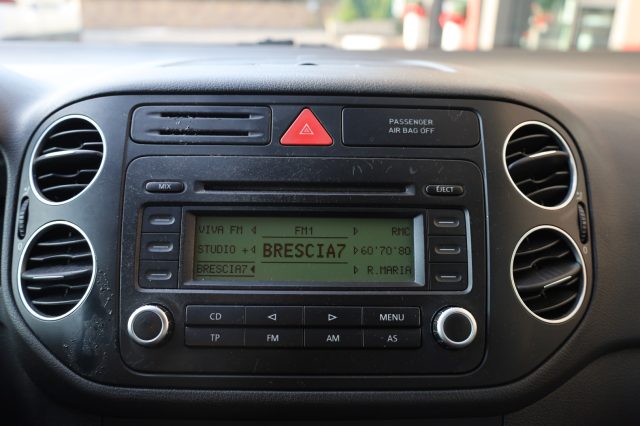 PASSENGER
AIR BAG OFF
MIX
EJECT
VIVA FM FM1 RMC
STUDIO + BRESCIA7 60'70'80
BRESCIA7 R.MARIA
CD MENU
TP FM AM AS